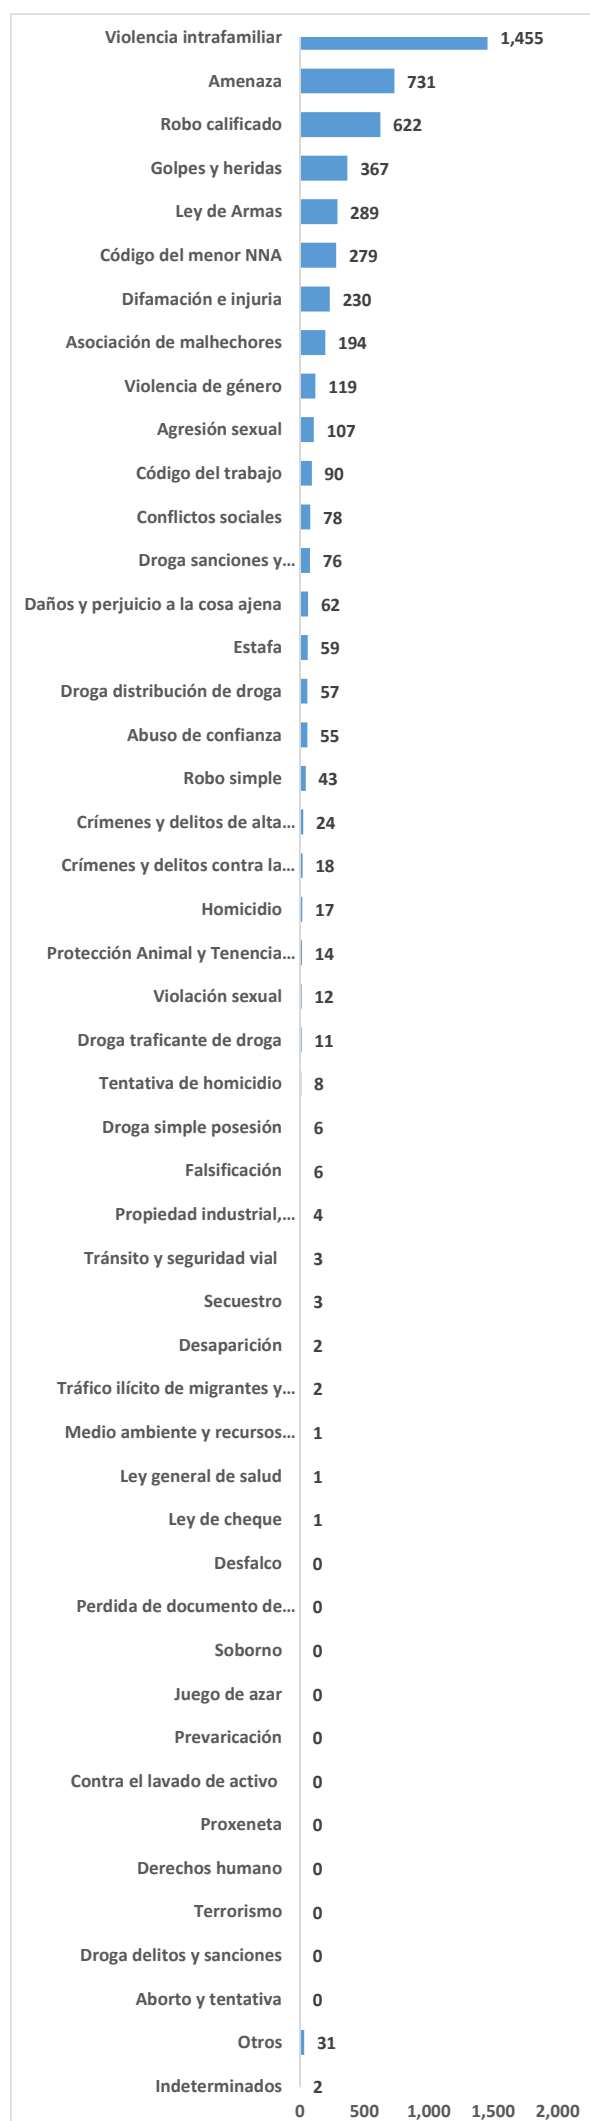 Violencia intrafamiliar 1,455
Amenaza 731
Robo calificado 622
Golpes y heridas 367
Ley de Armas 289
Código del menor NNA 279
Difamación e injuria 230
Asociación de malhechores 194
Violencia de género 119
Agresión sexual 107
Código del trabajo 90
Conflictos sociales 78
Droga sanciones y... 76
Daños y perjuicio a la cosa ajena 62
Estafa 59
Droga distribución de droga 57
Abuso de confianza 55
Robo simple 43
Crímenes y delitos de alta... 24
Crímenes y delitos contra la... 18
Homicidio 17
Protección Animal y Tenencia... 14
Violación sexual 12
Droga traficante de droga 11
Tentativa de homicidio 8
Droga simple posesión 6
Falsificación 6
Propiedad industrial,... 4
Tránsito y seguridad vial 3
Secuestro 3
Desaparición 2
Tráfico ilícito de migrantes y... 2
Medio ambiente y recursos... 1
Ley general de salud 1
Ley de cheque 1
Desfalco 0
Perdida de documento de... 0
Soborno 0
Juego de azar 0
Prevaricación 0
Contra el lavado de activo 0
Proxeneta 0
Derechos humano 0
Terrorismo 0
Droga delitos y sanciones 0
Aborto y tentativa 0
Otros 31
Indeterminados 2
0 500 1,000 1,500 2,000